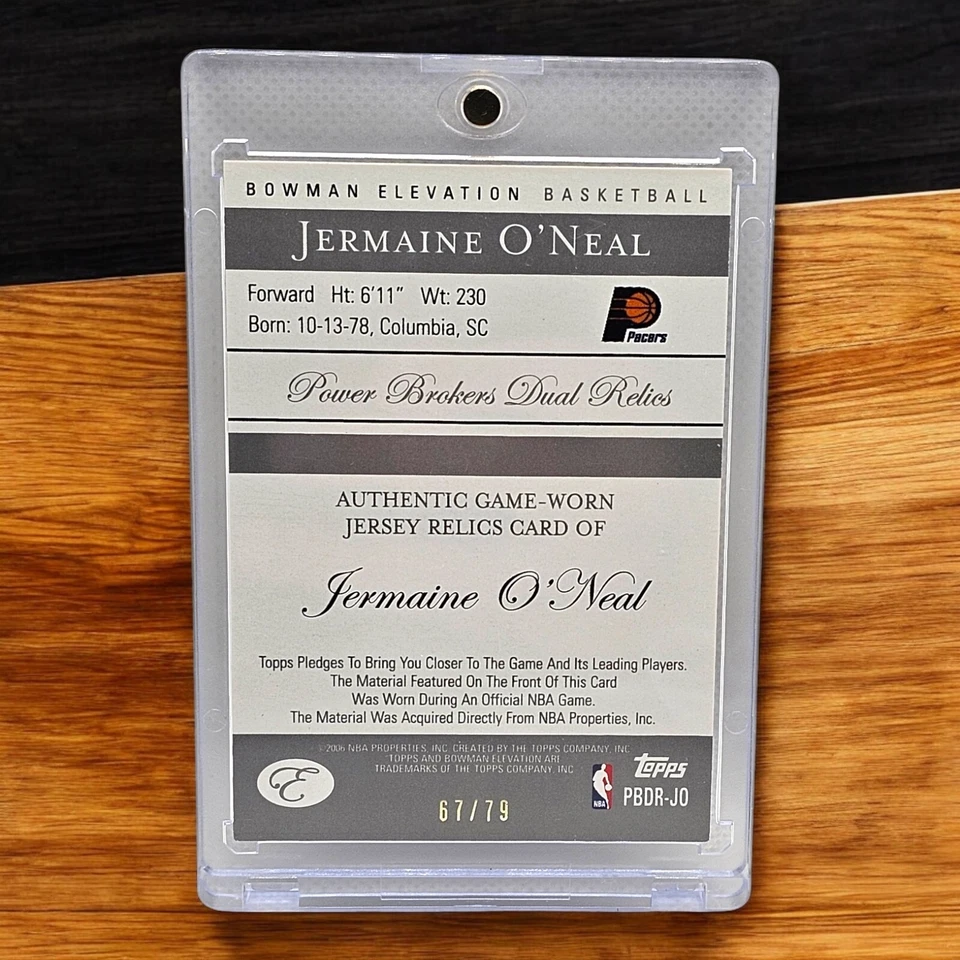 BOWMAN ELEVATION BASKETBALL
JERMAINE O'NEAL
Forward Ht: 6'11" Wt: 230
Born: 10-13-78, Columbia, SC
Pacers
Power Brokers Dual Relics
AUTHENTIC GAME-WORN
JERSEY RELICS CARD OF
Jermaine O'Neal
Topps Pledges To Bring You Closer To The Game And Its Leading Players.
The Material Featured On The Front Of This Card
Was Worn During An Official NBA Game.
The Material Was Acquired Directly From NBA Properties, Inc.
©2006 NBA PROPERTIES, INC. CREATED BY THE TOPPS COMPANY, INC
TOPPS AND BOWMAN ELEVATION ARE
TRADEMARKS OF THE TOPPS COMPANY, INC
E
NBA
TOPPS
PBDR-JO
67/79